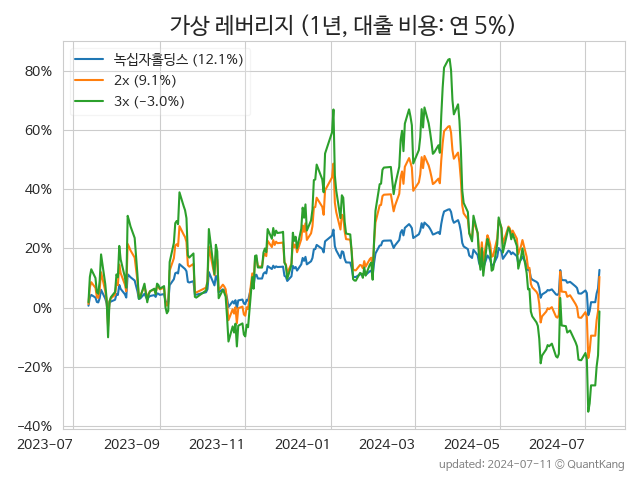 가상 레버리지 (1년, 대출 비용: 연 5%)
녹십자홀딩스 (12.1%)
2x (9.1%)
3x (−3.0%)
80%
60%
40%
20%
0%
−20%
−40%
2023-07
2023-09
2023-11
2024-01
2024-03
2024-05
2024-07
updated: 2024-07-11 © QuantKang